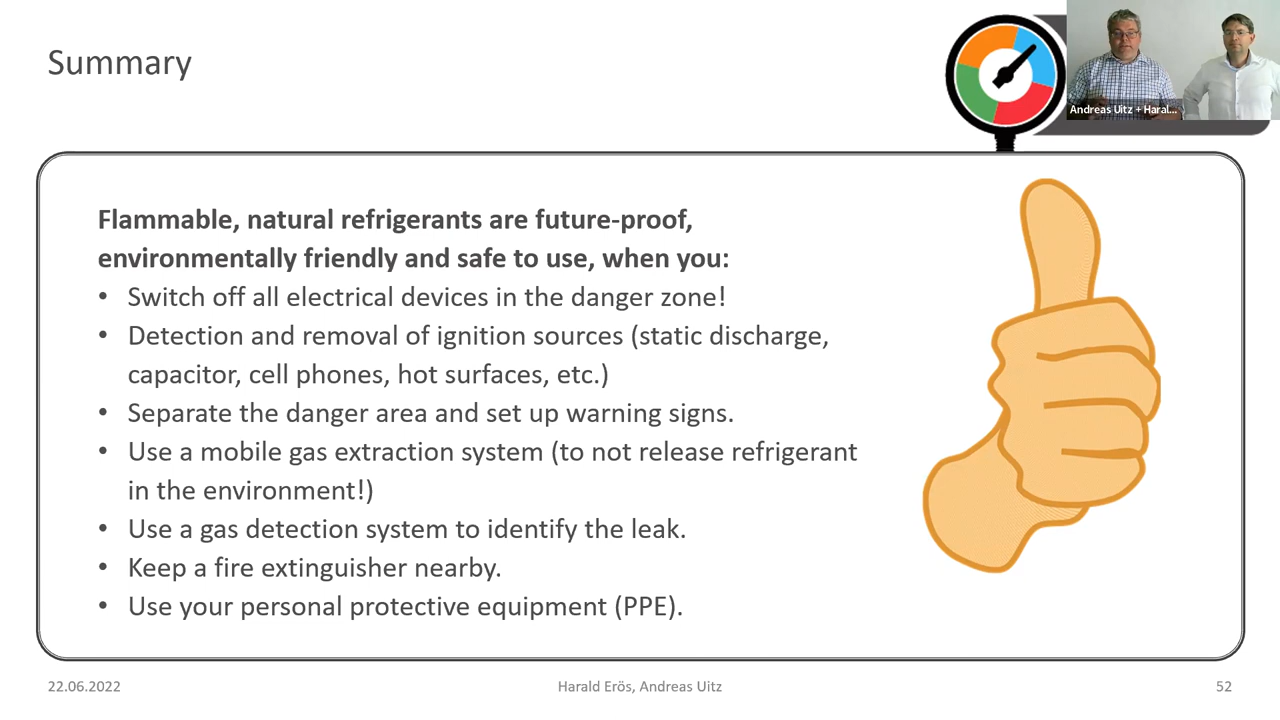 Summary
Andreas Uitz + Haral...
Flammable, natural refrigerants are future-proof,
environmentally friendly and safe to use, when you:
• Switch off all electrical devices in the danger zone!
• Detection and removal of ignition sources (static discharge,
capacitor, cell phones, hot surfaces, etc.)
• Separate the danger area and set up warning signs.
• Use a mobile gas extraction system (to not release refrigerant
in the environment!)
• Use a gas detection system to identify the leak.
• Keep a fire extinguisher nearby.
• Use your personal protective equipment (PPE).
22.06.2022
Harald Erös, Andreas Uitz
52